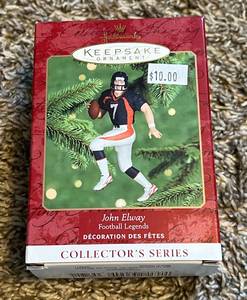 Hallmark
KEEPSAKE
ORNAMENT
$10.00
7
John Elway
Football Legends
DÉCORATION DES FÊTES
COLLECTOR'S SERIES